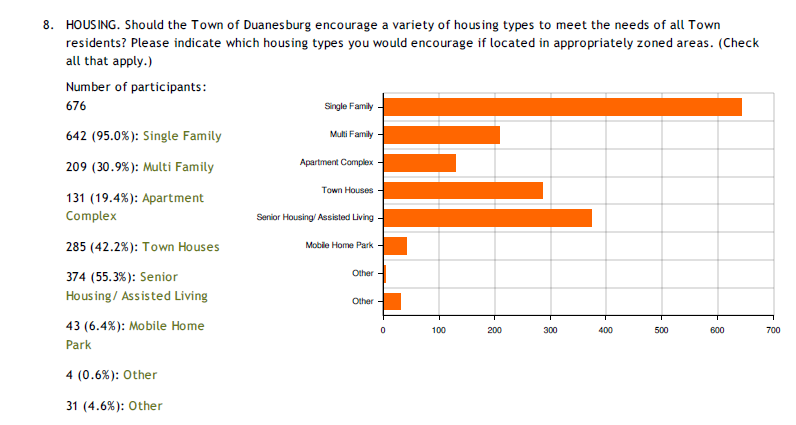 8. HOUSING. Should the Town of Duanesburg encourage a variety of housing types to meet the needs of all Town
residents? Please indicate which housing types you would encourage if located in appropriately zoned areas. (Check
all that apply.)
Number of participants:
676
642 (95.0%): Single Family
209 (30.9%): Multi Family
131 (19.4%): Apartment
Complex
285 (42.2%): Town Houses
374 (55.3%): Senior
Housing/ Assisted Living
43 (6.4%): Mobile Home
Park
4 (0.6%): Other
31 (4.6%): Other
Single Family
Multi Family
Apartment Complex
Town Houses
Senior Housing/ Assisted Living
Mobile Home Park
Other
Other
0 100 200 300 400 500 600 700